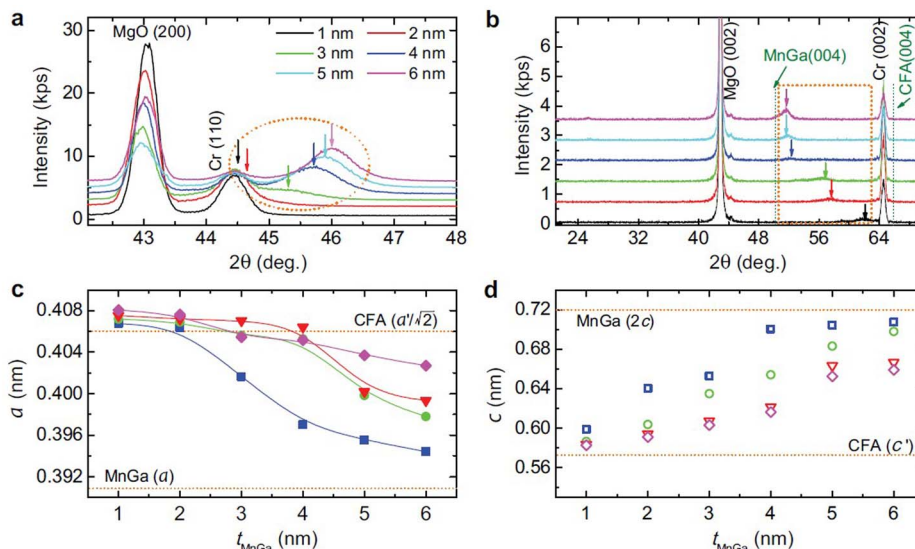 a
MgO (200)
1 nm
2 nm
3 nm
4 nm
5 nm
6 nm
Cr (110)
Intensity (kps)
30
20
10
0
43
44
45
46
47
48
2θ (deg.)
b
MgO (002)
MnGa(004)
Cr (002)
CFA(004)
Intensity (kps)
6
5
4
3
2
1
0
24
32
40
48
56
64
2θ (deg.)
c
CFA (a'/√2)
MnGa (a)
a (nm)
0.408
0.404
0.400
0.396
0.392
1
2
3
4
5
6
tMnGa (nm)
d
MnGa (2c)
CFA (c')
c (nm)
0.72
0.68
0.64
0.60
0.56
1
2
3
4
5
6
tMnGa (nm)